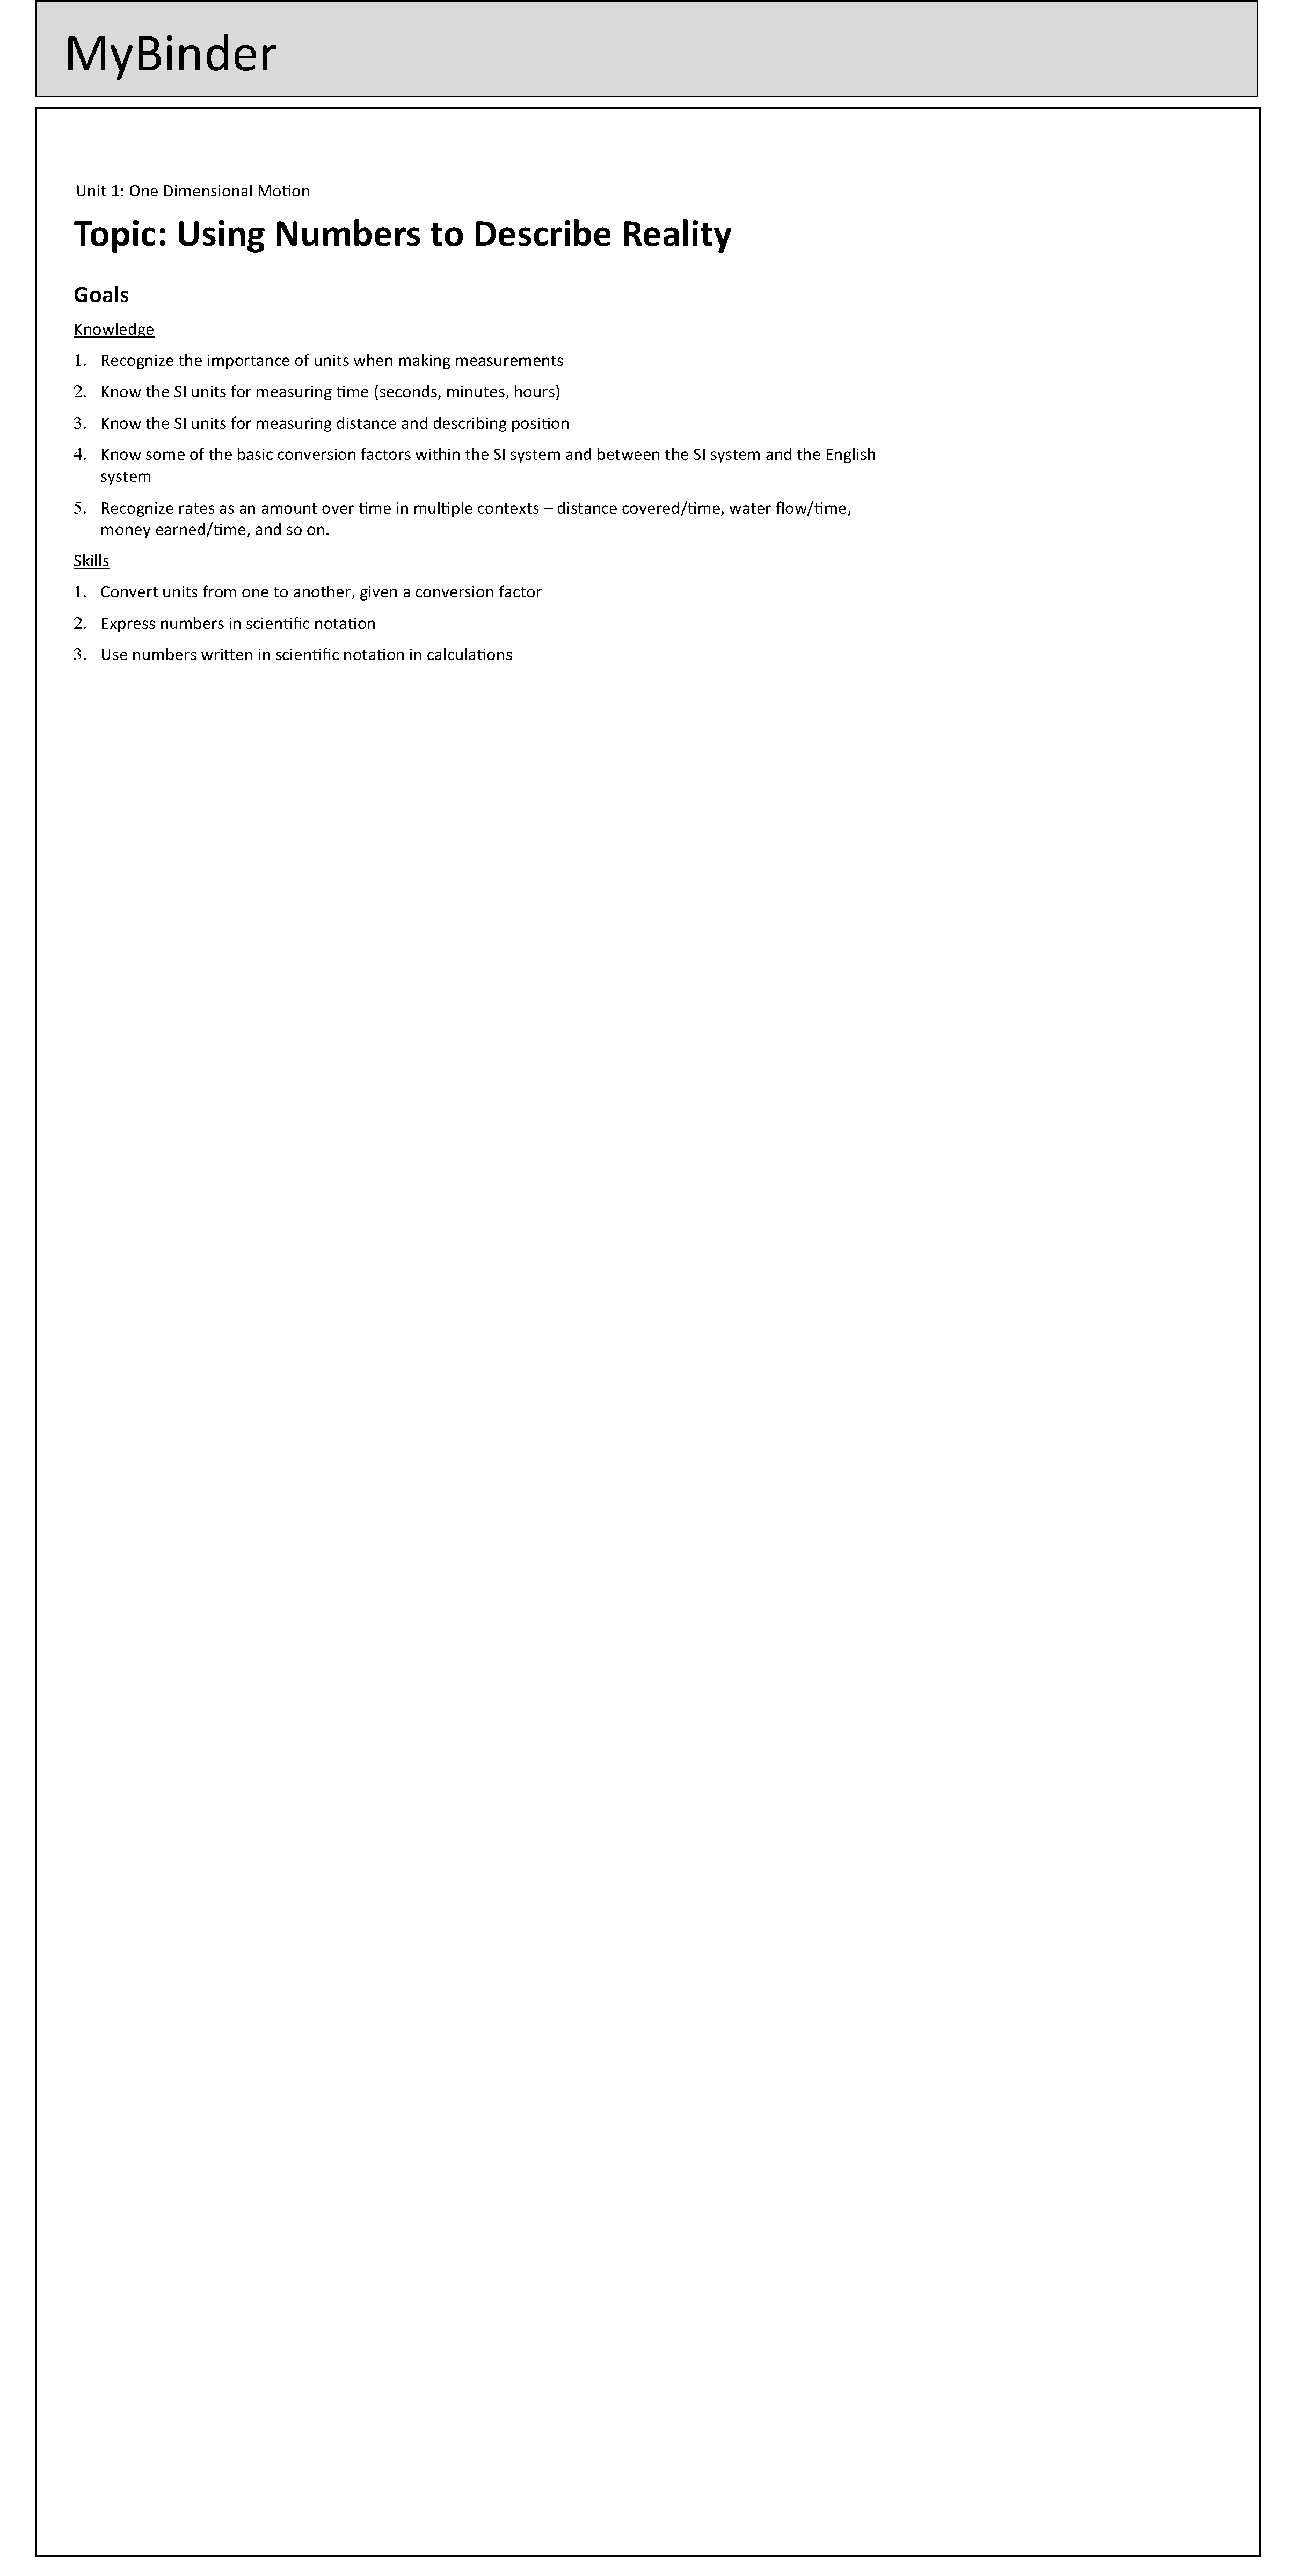 MyBinder
Unit 1: One Dimensional Motion
Topic: Using Numbers to Describe Reality
Goals
Knowledge
1. Recognize the importance of units when making measurements
2. Know the SI units for measuring time (seconds, minutes, hours)
3. Know the SI units for measuring distance and describing position
4. Know some of the basic conversion factors within the SI system and between the SI system and the English
system
5. Recognize rates as an amount over time in multiple contexts – distance covered/time, water flow/time,
money earned/time, and so on.
Skills
1. Convert units from one to another, given a conversion factor
2. Express numbers in scientific notation
3. Use numbers written in scientific notation in calculations